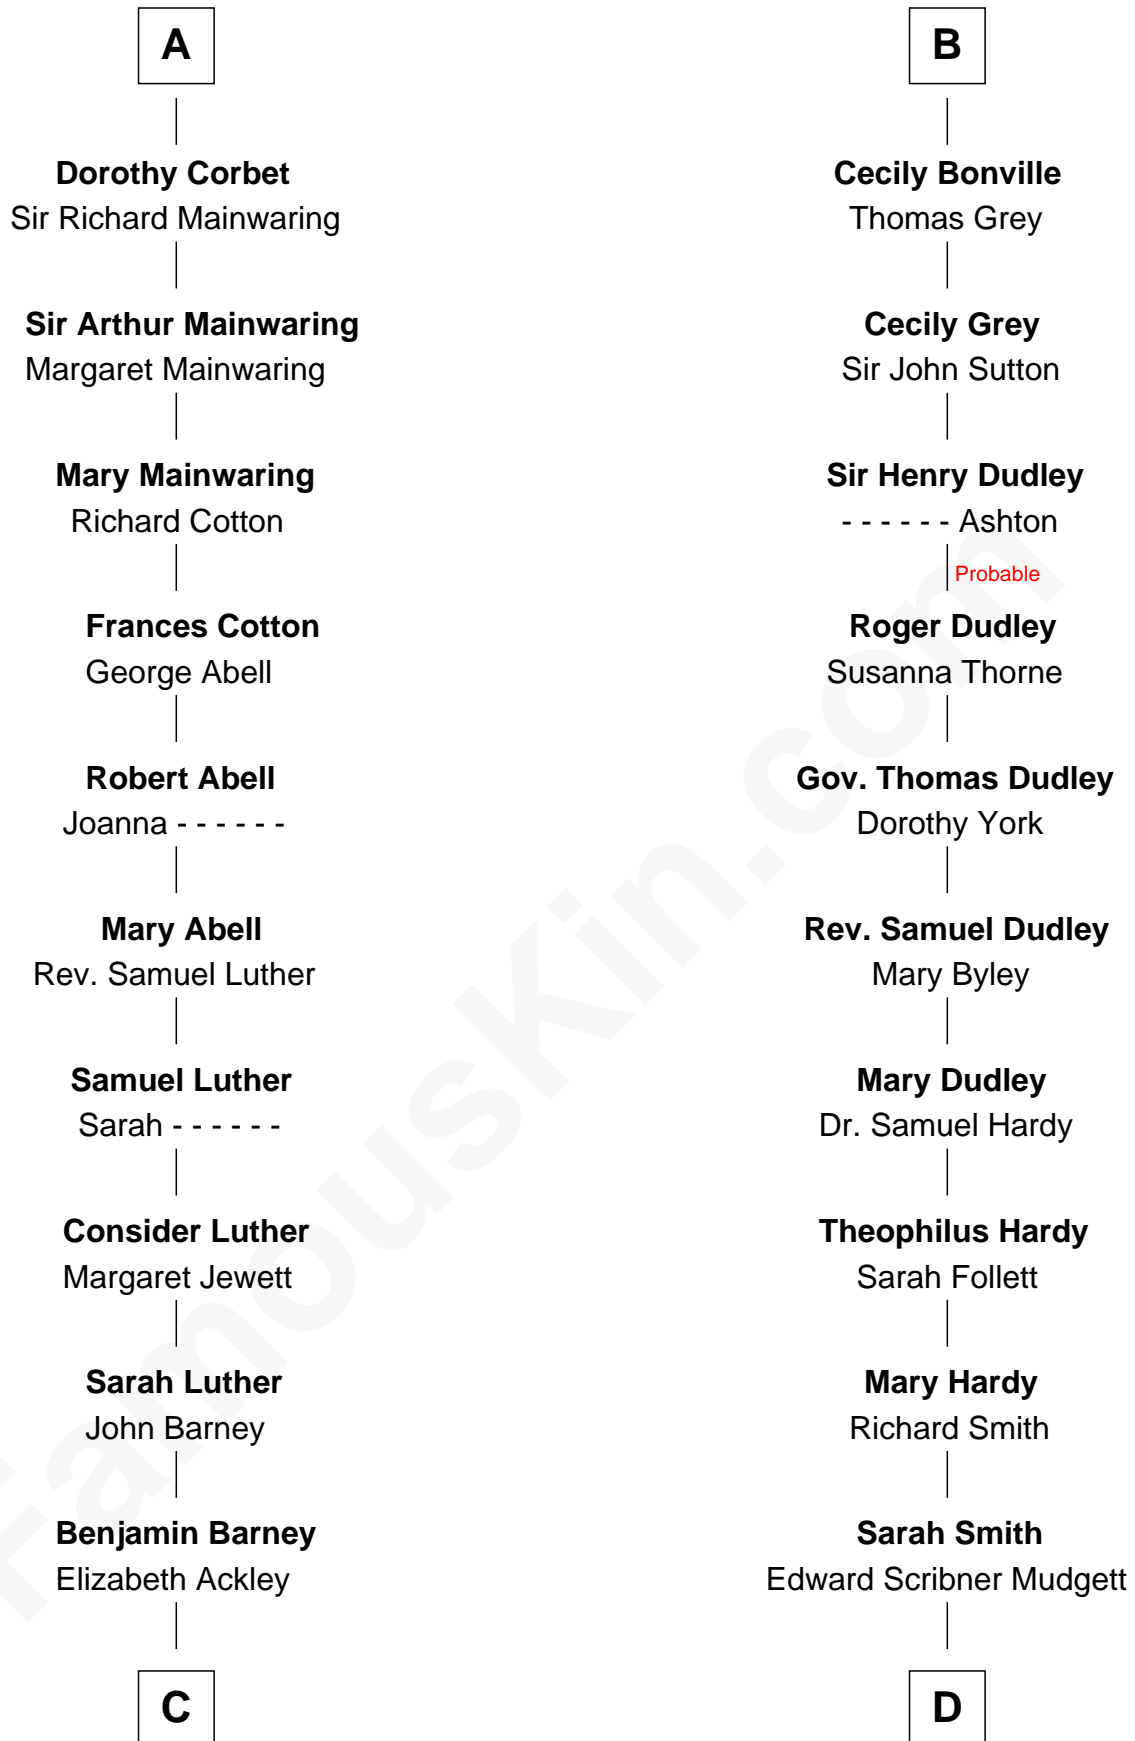 A
Dorothy Corbet
Sir Richard Mainwaring
Sir Arthur Mainwaring
Margaret Mainwaring
Mary Mainwaring
Richard Cotton
Frances Cotton
George Abell
Robert Abell
Joanna - - - - - -
Mary Abell
Rev. Samuel Luther
Samuel Luther
Sarah - - - - - -
Consider Luther
Margaret Jewett
Sarah Luther
John Barney
Benjamin Barney
Elizabeth Ackley
C
B
Cecily Bonville
Thomas Grey
Cecily Grey
Sir John Sutton
Sir Henry Dudley
- - - - - - Ashton
Probable
Roger Dudley
Susanna Thorne
Gov. Thomas Dudley
Dorothy York
Rev. Samuel Dudley
Mary Byley
Mary Dudley
Dr. Samuel Hardy
Theophilus Hardy
Sarah Follett
Mary Hardy
Richard Smith
Sarah Smith
Edward Scribner Mudgett
D
FamousKin.com